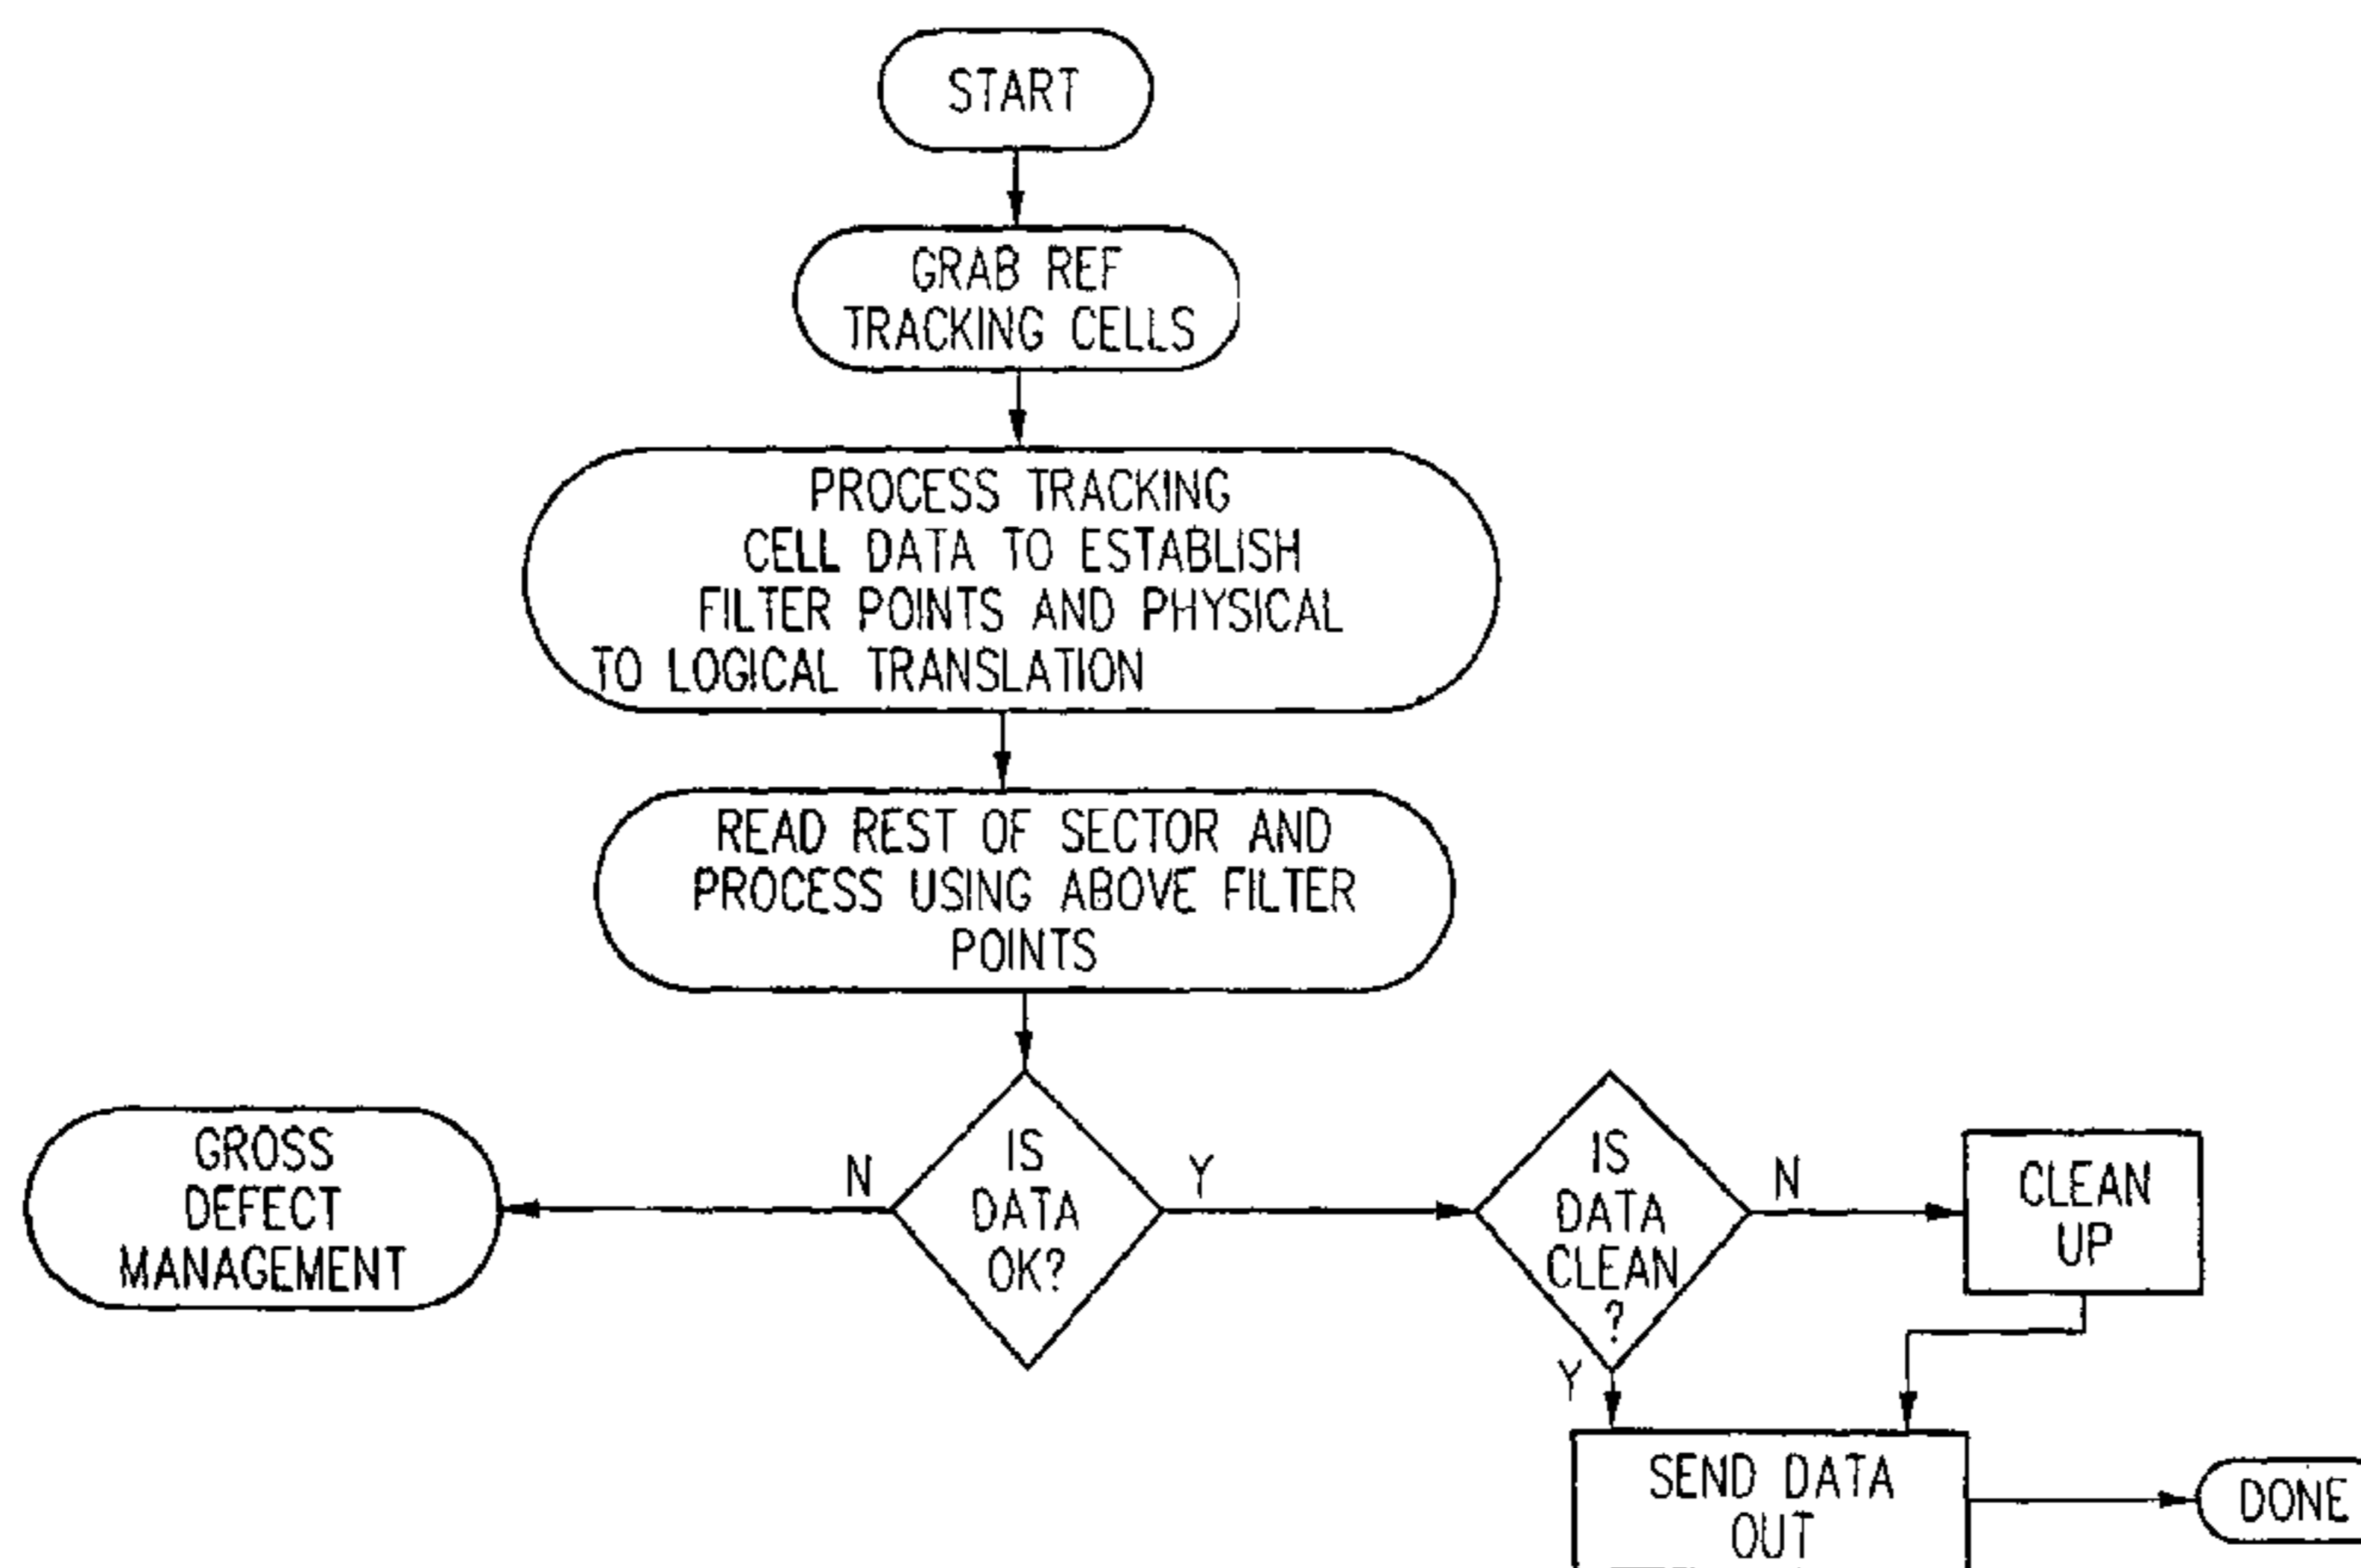 START
GRAB REF
TRACKING CELLS
PROCESS TRACKING
CELL DATA TO ESTABLISH
FILTER POINTS AND PHYSICAL
TO LOGICAL TRANSLATION
READ REST OF SECTOR AND
PROCESS USING ABOVE FILTER
POINTS
GROSS
DEFECT
MANAGEMENT
N
IS
DATA
OK?
Y
IS
DATA
CLEAN
?
N
CLEAN
UP
Y
SEND DATA
OUT
DONE